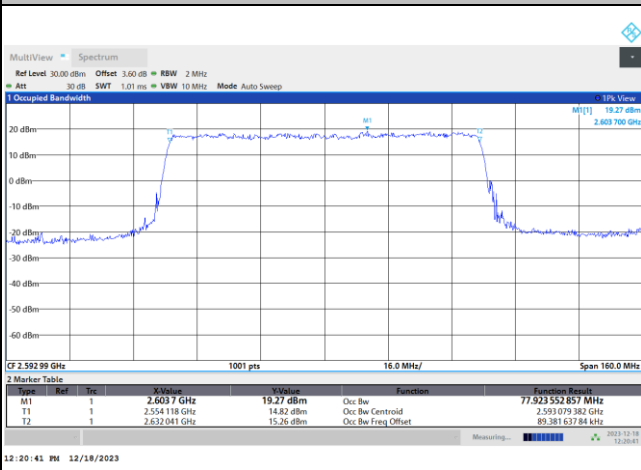 MultiView Spectrum
Ref Level 30.00 dBm Offset 3.60 dB RBW 2 MHz
Att 30 dB SWT 1.01 ms VBW 10 MHz Mode Auto Sweep
1 Occupied Bandwidth 1Pk View
M1[1] 19.27 dBm
2.603 700 GHz
M1
T1 T2
20 dBm
10 dBm
0 dBm
-10 dBm
-20 dBm
-30 dBm
-40 dBm
-50 dBm
-60 dBm
CF 2.592 99 GHz 1001 pts 16.0 MHz/ Span 160.0 MHz
2 Marker Table
Type Ref Trc X-Value Y-Value Function Function Result
M1 1 2.603 7 GHz 19.27 dBm Occ Bw 77.923 552 857 MHz
T1 1 2.554 118 GHz 14.82 dBm Occ Bw Centroid 2.593 079 382 GHz
T2 1 2.632 041 GHz 15.26 dBm Occ Bw Freq Offset 89.381 637 84 kHz
Measuring... 2023-12-18
12:20:41
12:20:41 PM 12/18/2023